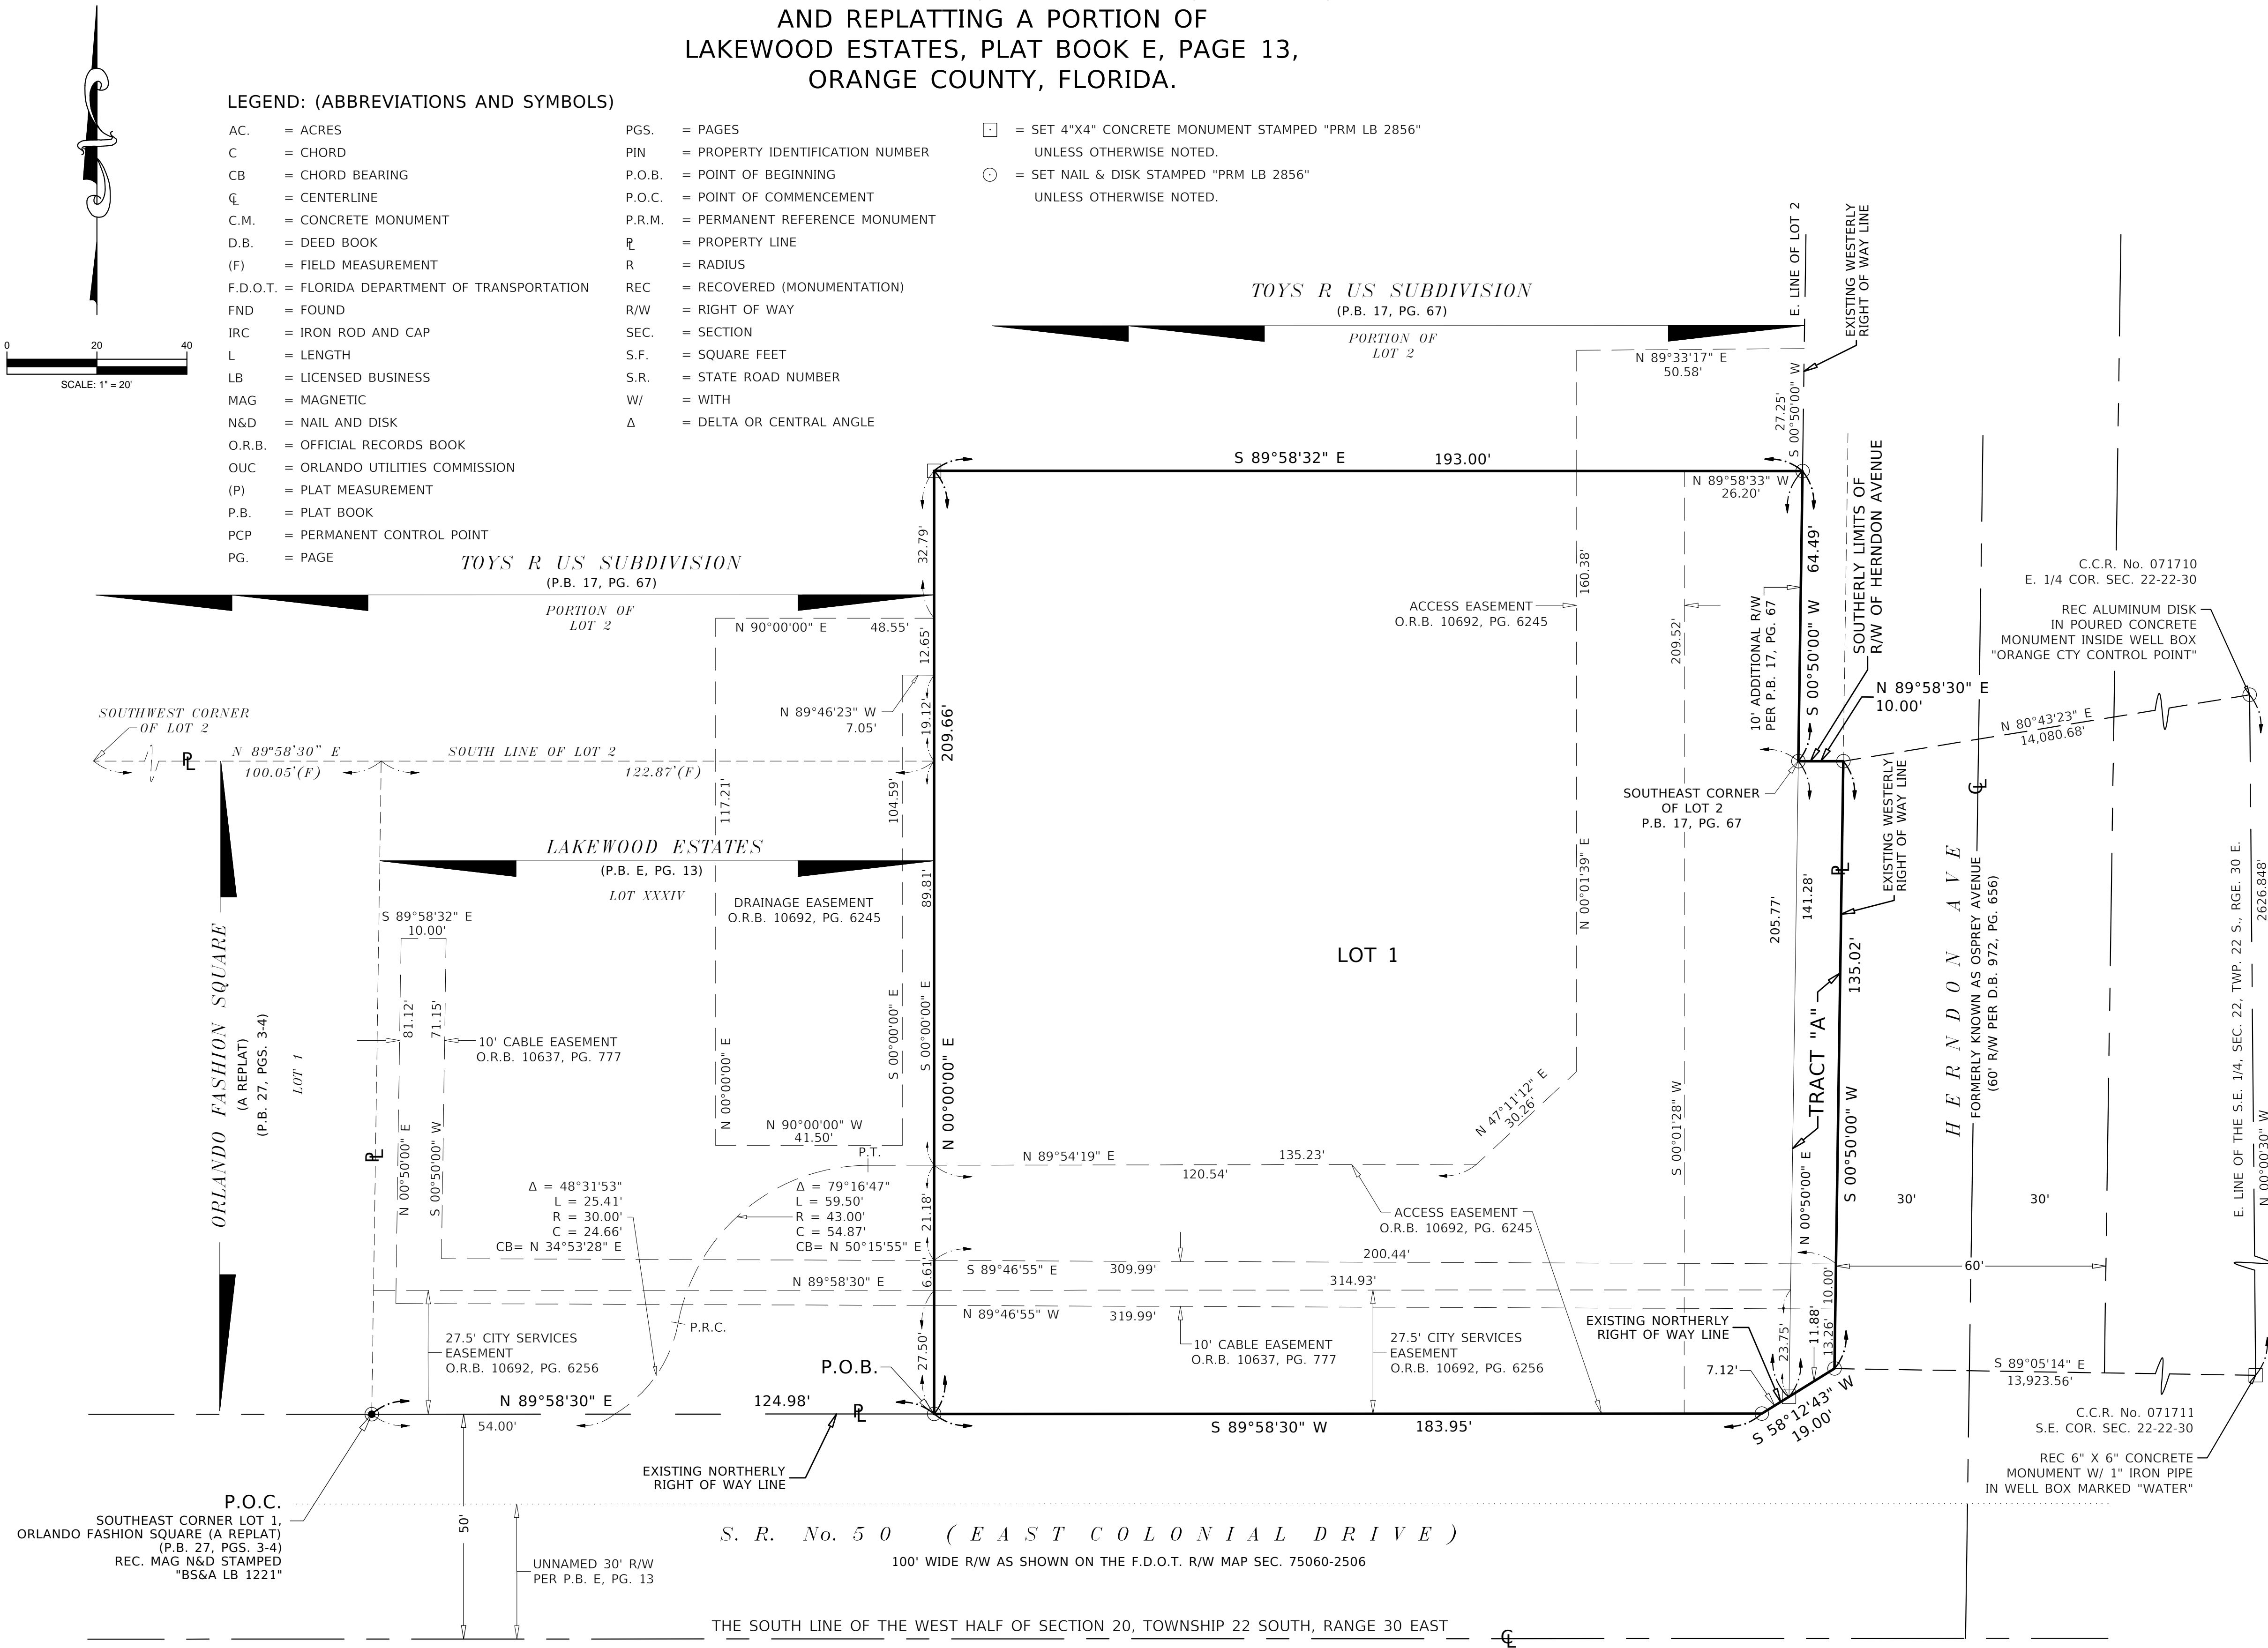 AND REPLATTING A PORTION OF
LAKEWOOD ESTATES, PLAT BOOK E, PAGE 13,
ORANGE COUNTY, FLORIDA.
LEGEND: (ABBREVIATIONS AND SYMBOLS)
AC. = ACRES
C = CHORD
CB = CHORD BEARING
℄ = CENTERLINE
C.M. = CONCRETE MONUMENT
D.B. = DEED BOOK
(F) = FIELD MEASUREMENT
F.D.O.T. = FLORIDA DEPARTMENT OF TRANSPORTATION
FND = FOUND
IRC = IRON ROD AND CAP
L = LENGTH
LB = LICENSED BUSINESS
MAG = MAGNETIC
N&D = NAIL AND DISK
O.R.B. = OFFICIAL RECORDS BOOK
OUC = ORLANDO UTILITIES COMMISSION
(P) = PLAT MEASUREMENT
P.B. = PLAT BOOK
PCP = PERMANENT CONTROL POINT
PG. = PAGE
PGS. = PAGES
PIN = PROPERTY IDENTIFICATION NUMBER
P.O.B. = POINT OF BEGINNING
P.O.C. = POINT OF COMMENCEMENT
P.R.M. = PERMANENT REFERENCE MONUMENT
PL = PROPERTY LINE
R = RADIUS
REC = RECOVERED (MONUMENTATION)
R/W = RIGHT OF WAY
SEC. = SECTION
S.F. = SQUARE FEET
S.R. = STATE ROAD NUMBER
W/ = WITH
Δ = DELTA OR CENTRAL ANGLE
= SET 4"X4" CONCRETE MONUMENT STAMPED "PRM LB 2856"
UNLESS OTHERWISE NOTED.
= SET NAIL & DISK STAMPED "PRM LB 2856"
UNLESS OTHERWISE NOTED.
0 20 40
SCALE: 1" = 20'
TOYS R US SUBDIVISION
(P.B. 17, PG. 67)
PORTION OF
LOT 2
N 89°33'17" E
50.58'
E. LINE OF LOT 2
EXISTING WESTERLY
RIGHT OF WAY LINE
27.25'
S 00°50'00" W
S 89°58'32" E 193.00'
N 89°58'33" W
26.20'
SOUTHERLY LIMITS OF
R/W OF HERNDON AVENUE
64.49'
S 00°50'00" W
10' ADDITIONAL R/W
PER P.B. 17, PG. 67
N 89°58'30" E
10.00'
C.C.R. No. 071710
E. 1/4 COR. SEC. 22-22-30
REC ALUMINUM DISK
IN POURED CONCRETE
MONUMENT INSIDE WELL BOX
"ORANGE CTY CONTROL POINT"
N 80°43'23" E
14,080.68'
TOYS R US SUBDIVISION
(P.B. 17, PG. 67)
PORTION OF
LOT 2
N 90°00'00" E 48.55'
32.79'
12.65'
19.12'
209.66'
N 89°46'23" W
7.05'
ACCESS EASEMENT
O.R.B. 10692, PG. 6245
160.38'
209.52'
SOUTHWEST CORNER
OF LOT 2
PL
N 89°58'30" E SOUTH LINE OF LOT 2
100.05'(F) 122.87'(F)
117.21'
104.59'
SOUTHEAST CORNER
OF LOT 2
P.B. 17, PG. 67
EXISTING WESTERLY
RIGHT OF WAY LINE
℄
PL
LAKEWOOD ESTATES
(P.B. E, PG. 13)
LOT XXXIV
DRAINAGE EASEMENT
O.R.B. 10692, PG. 6245
89.81'
N 00°01'39" E
205.77'
141.28'
135.02'
LOT 1
S 89°58'32" E
10.00'
81.12'
71.15'
10' CABLE EASEMENT
O.R.B. 10637, PG. 777
ORLANDO FASHION SQUARE
(A REPLAT)
(P.B. 27, PGS. 3-4)
LOT 1
PL
N 00°50'00" E
S 00°50'00" W
N 00°00'00" E
S 00°00'00" E
S 00°00'00" E
N 00°00'00" E
N 90°00'00" W
41.50'
P.T.
N 47°11'12" E
30.26'
S 00°01'28" W
TRACT "A"
N 00°50'00" E
S 00°50'00" W
HERNDON AVE
FORMERLY KNOWN AS OSPREY AVENUE
(60' R/W PER D.B. 972, PG. 656)
E. LINE OF THE S.E. 1/4, SEC. 22, TWP. 22 S., RGE. 30 E.
2626.848'
N 00°00'30" W
30' 30'
60'
N 89°54'19" E 135.23'
120.54'
Δ = 48°31'53"
L = 25.41'
R = 30.00'
C = 24.66'
CB= N 34°53'28" E
Δ = 79°16'47"
L = 59.50'
R = 43.00'
C = 54.87'
CB= N 50°15'55" E
21.18'
6.61'
27.50'
ACCESS EASEMENT
O.R.B. 10692, PG. 6245
200.44'
S 89°46'55" E 309.99'
N 89°58'30" E
314.93'
N 89°46'55" W 319.99'
P.R.C.
10' CABLE EASEMENT
O.R.B. 10637, PG. 777
27.5' CITY SERVICES
EASEMENT
O.R.B. 10692, PG. 6256
27.5' CITY SERVICES
EASEMENT
O.R.B. 10692, PG. 6256
EXISTING NORTHERLY
RIGHT OF WAY LINE
7.12'
23.75'
11.88'
10.00'
13.26'
S 58°12'43" W
19.00'
S 89°05'14" E
13,923.56'
P.O.B.
N 89°58'30" E 124.98'
54.00'
PL
S 89°58'30" W 183.95'
EXISTING NORTHERLY
RIGHT OF WAY LINE
C.C.R. No. 071711
S.E. COR. SEC. 22-22-30
REC 6" X 6" CONCRETE
MONUMENT W/ 1" IRON PIPE
IN WELL BOX MARKED "WATER"
P.O.C.
SOUTHEAST CORNER LOT 1,
ORLANDO FASHION SQUARE (A REPLAT)
(P.B. 27, PGS. 3-4)
REC. MAG N&D STAMPED
"BS&A LB 1221"
50'
UNNAMED 30' R/W
PER P.B. E, PG. 13
S. R. No. 50 (EAST COLONIAL DRIVE)
100' WIDE R/W AS SHOWN ON THE F.D.O.T. R/W MAP SEC. 75060-2506
THE SOUTH LINE OF THE WEST HALF OF SECTION 20, TOWNSHIP 22 SOUTH, RANGE 30 EAST
℄